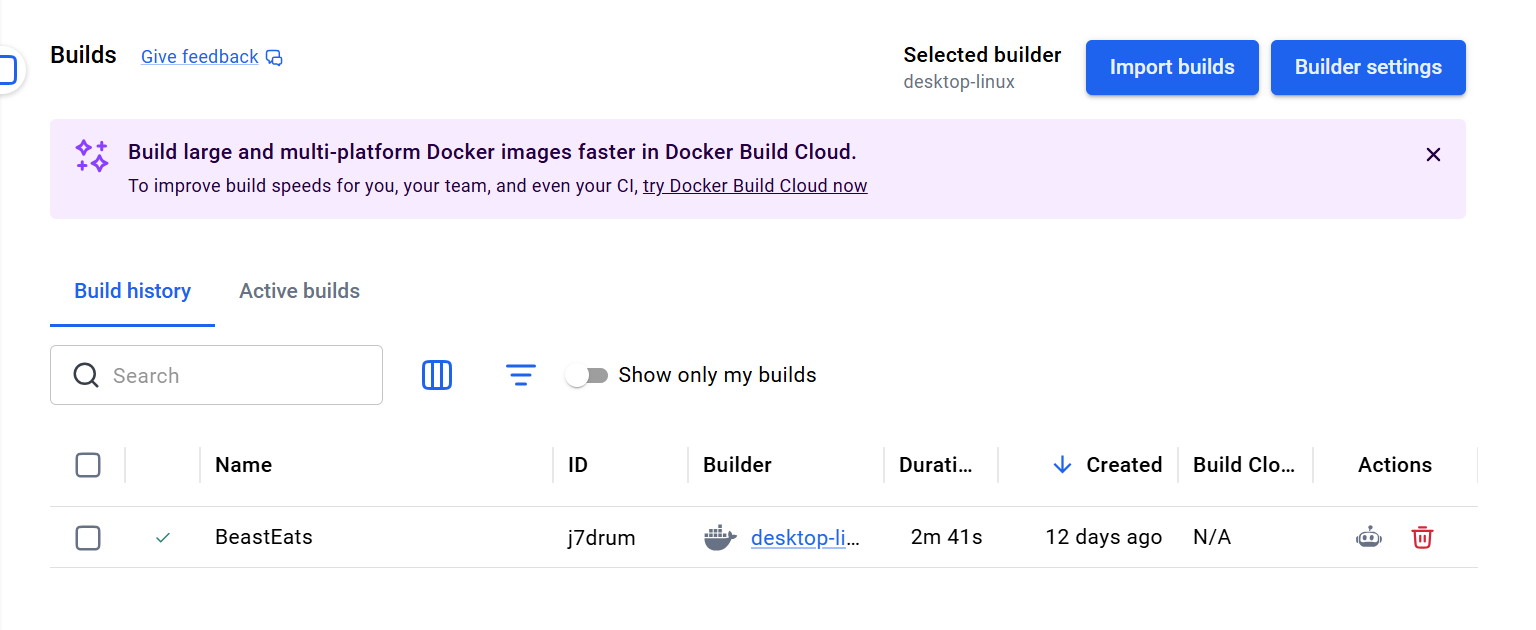 Builds Give feedback
Selected builder
desktop-linux
Import builds Builder settings
Build large and multi-platform Docker images faster in Docker Build Cloud.
To improve build speeds for you, your team, and even your CI, try Docker Build Cloud now
Build history Active builds
Search Show only my builds
Name ID Builder Durati... Created Build Clo... Actions
BeastEats j7drum desktop-li... 2m 41s 12 days ago N/A